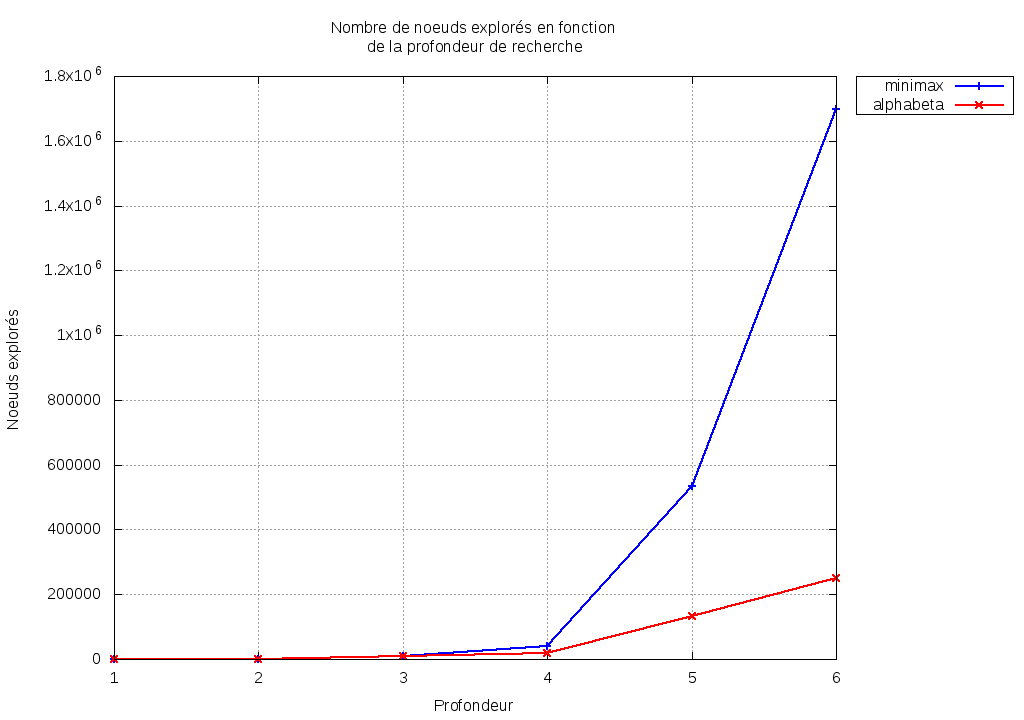 Nombre de noeuds explorés en fonction
de la profondeur de recherche
minimax
alphabeta
1.8x10^6
1.6x10^6
1.4x10^6
1.2x10^6
1x10^6
800000
600000
400000
200000
0
Noeuds explorés
1 2 3 4 5 6
Profondeur